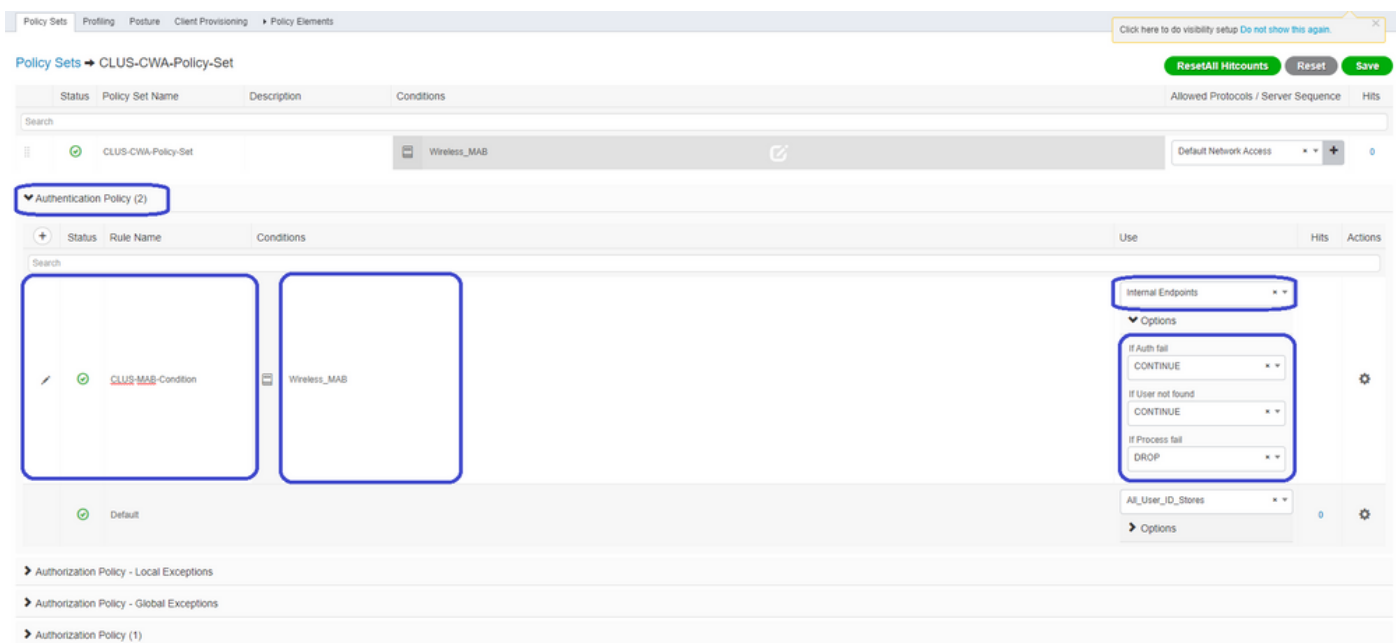 Policy Sets Profiling Posture Client Provisioning Policy Elements
Click here to do visibility setup Do not show this again.
Policy Sets → CLUS-CWA-Policy-Set
ResetAll Hitcounts Reset Save
Status Policy Set Name Description Conditions Allowed Protocols / Server Sequence Hits
Search
CLUS-CWA-Policy-Set Wireless_MAB Default Network Access 0
Authentication Policy (2)
Status Rule Name Conditions Use Hits Actions
Search
Internal Endpoints
Options
If Auth fail
CONTINUE
CLUS-MAB-Condition Wireless_MAB
If User not found
CONTINUE
If Process fail
DROP
All_User_ID_Stores
Default 0
Options
Authorization Policy - Local Exceptions
Authorization Policy - Global Exceptions
Authorization Policy (1)